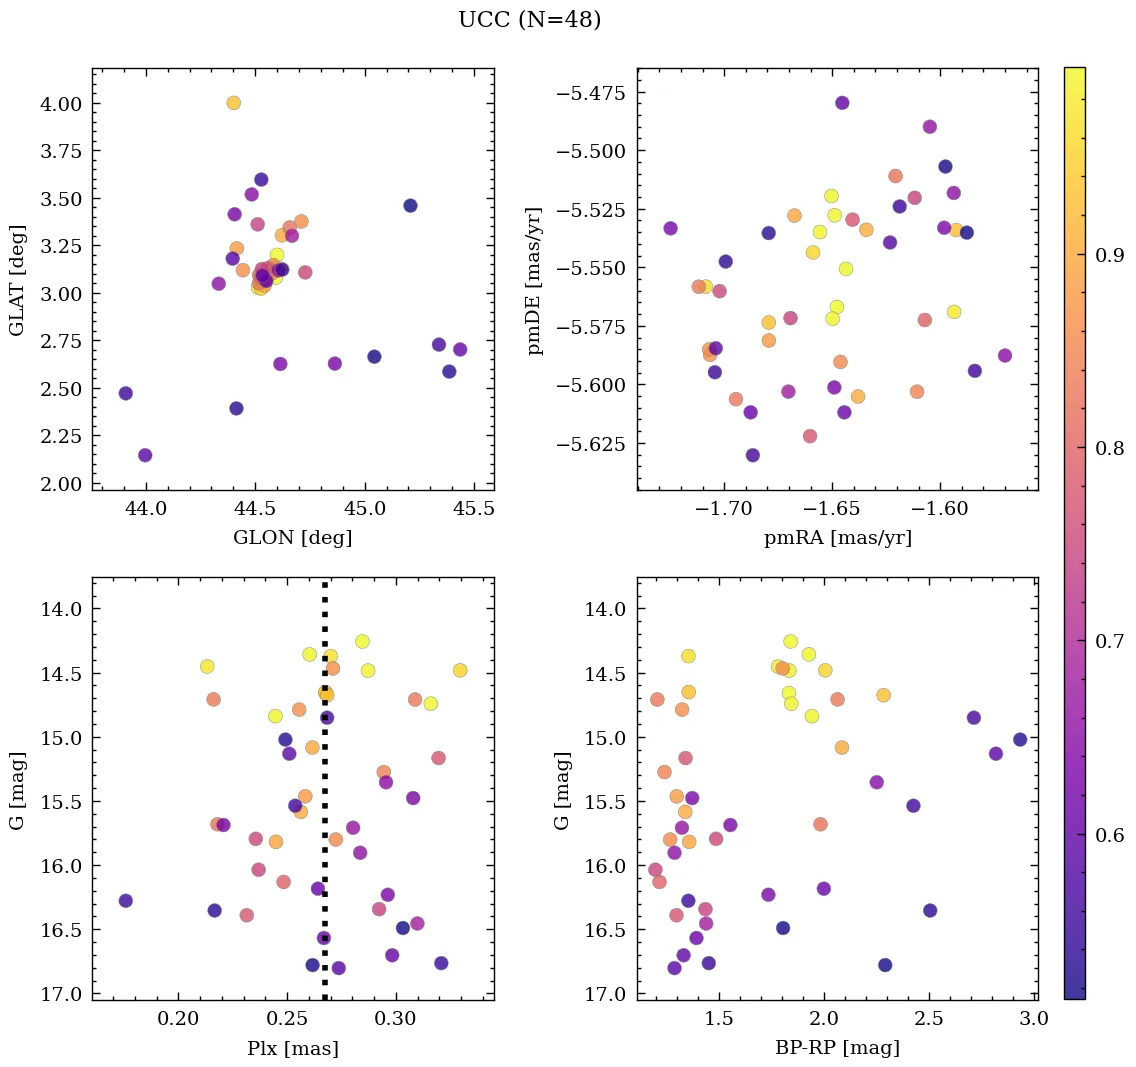 UCC (N=48)
4.00
3.75
3.50
3.25
3.00
2.75
2.50
2.25
2.00
GLAT [deg]
44.0 44.5 45.0 45.5
GLON [deg]
−5.475
−5.500
−5.525
−5.550
−5.575
−5.600
−5.625
pmDE [mas/yr]
−1.70 −1.65 −1.60
pmRA [mas/yr]
14.0
14.5
15.0
15.5
16.0
16.5
17.0
G [mag]
0.20 0.25 0.30
Plx [mas]
14.0
14.5
15.0
15.5
16.0
16.5
17.0
G [mag]
1.5 2.0 2.5 3.0
BP-RP [mag]
0.9
0.8
0.7
0.6